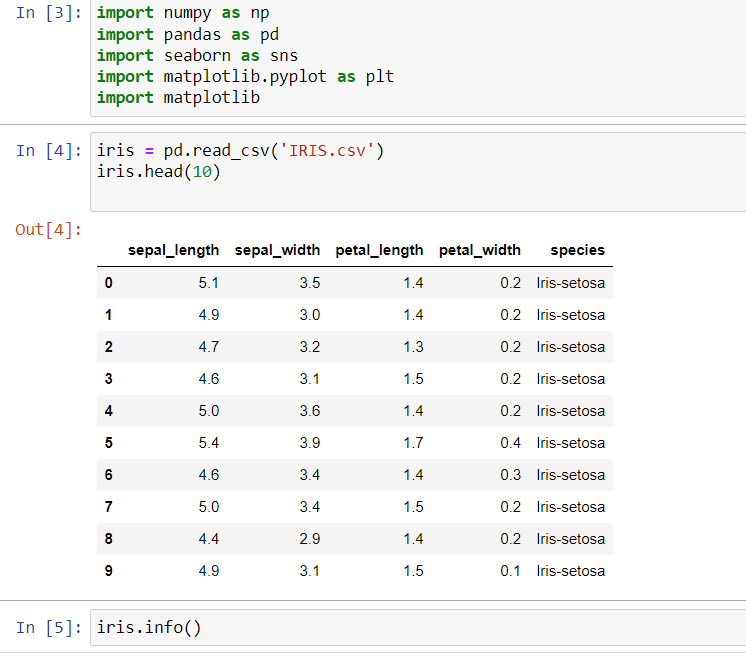 In [3]: import numpy as np
import pandas as pd
import seaborn as sns
import matplotlib.pyplot as plt
import matplotlib
In [4]: iris = pd.read_csv('IRIS.csv')
iris.head(10)
Out[4]:
sepal_length sepal_width petal_length petal_width species
0 5.1 3.5 1.4 0.2 Iris-setosa
1 4.9 3.0 1.4 0.2 Iris-setosa
2 4.7 3.2 1.3 0.2 Iris-setosa
3 4.6 3.1 1.5 0.2 Iris-setosa
4 5.0 3.6 1.4 0.2 Iris-setosa
5 5.4 3.9 1.7 0.4 Iris-setosa
6 4.6 3.4 1.4 0.3 Iris-setosa
7 5.0 3.4 1.5 0.2 Iris-setosa
8 4.4 2.9 1.4 0.2 Iris-setosa
9 4.9 3.1 1.5 0.1 Iris-setosa
In [5]: iris.info()